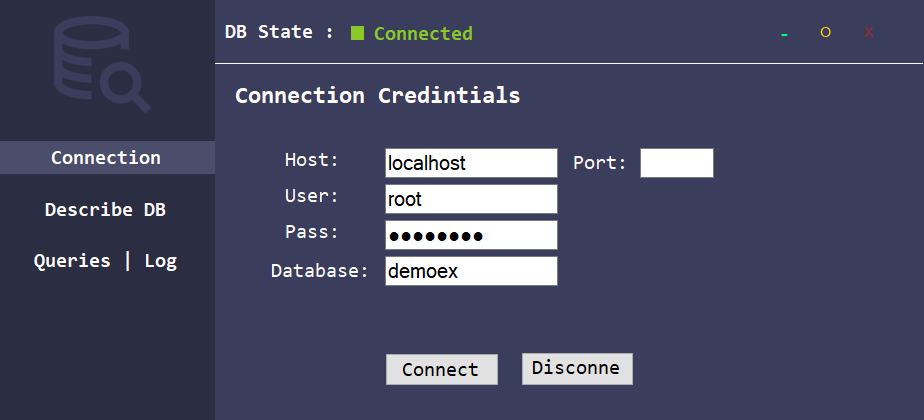 DB State : Connected - O X
Connection Credintials
Connection
Describe DB
Queries | Log
Host: localhost Port:
User: root
Pass: ●●●●●●●●
Database: demoex
Connect Disconne